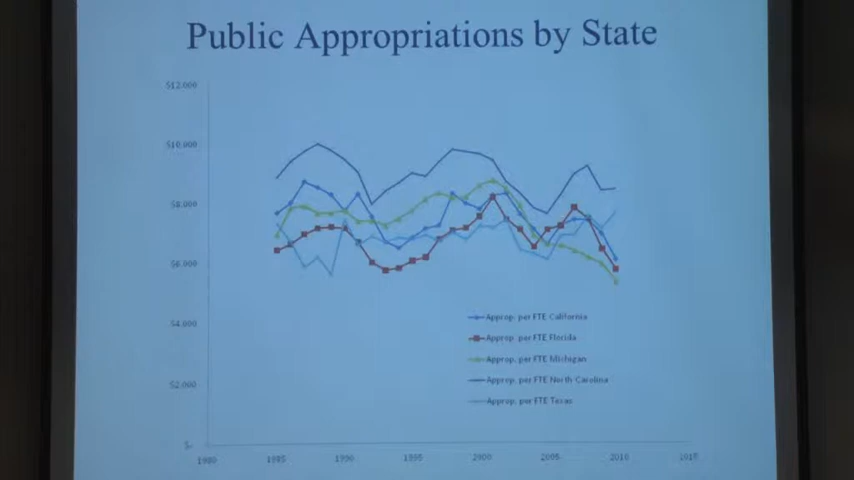 Public Appropriations by State
$12,000
$10,000
$8,000
$6,000
$4,000
$2,000
$-
1980 1985 1990 1995 2000 2005 2010 2015
Approp. per FTE California
Approp. per FTE Florida
Approp. per FTE Michigan
Approp. per FTE North Carolina
Approp. per FTE Texas